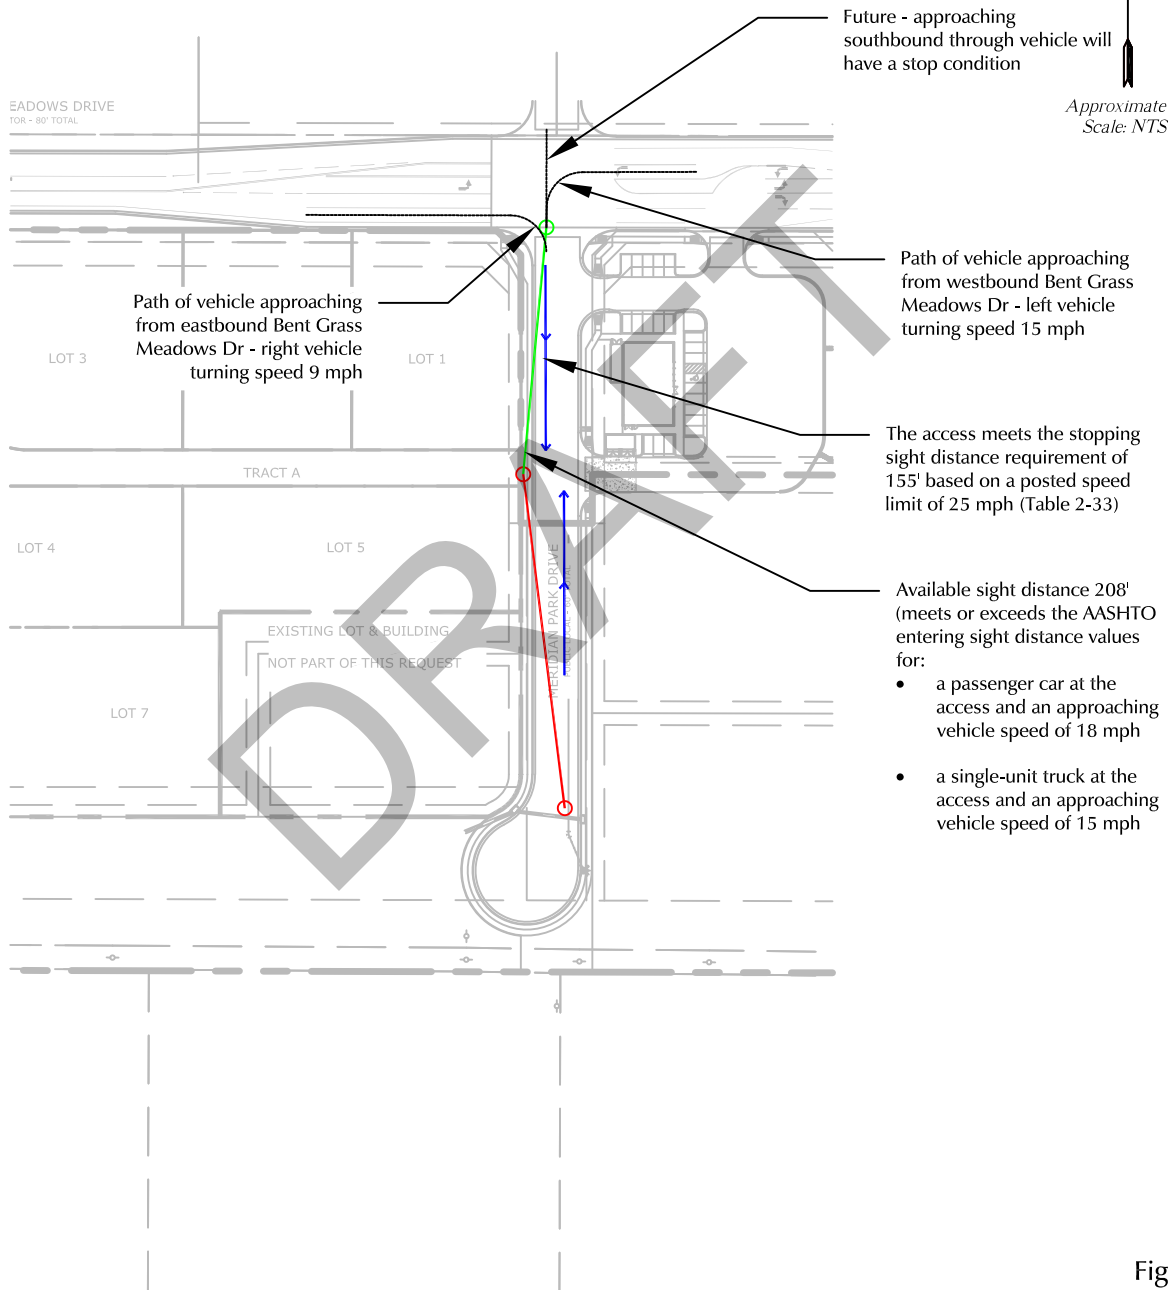 Future - approaching
southbound through vehicle will
have a stop condition
Approximate
Scale: NTS
EADOWS DRIVE
TOR - 80' TOTAL
Path of vehicle approaching
from westbound Bent Grass
Meadows Dr - left vehicle
turning speed 15 mph
Path of vehicle approaching
from eastbound Bent Grass
Meadows Dr - right vehicle
turning speed 9 mph
LOT 3
LOT 1
The access meets the stopping
sight distance requirement of
155' based on a posted speed
limit of 25 mph (Table 2-33)
TRACT A
LOT 4
LOT 5
MERIDIAN PARK DRIVE
Available sight distance 208'
(meets or exceeds the AASHTO
entering sight distance values
for:
• a passenger car at the
access and an approaching
vehicle speed of 18 mph
• a single-unit truck at the
access and an approaching
vehicle speed of 15 mph
EXISTING LOT & BUILDING
NOT PART OF THIS REQUEST
LOT 7
DRAFT
Fig